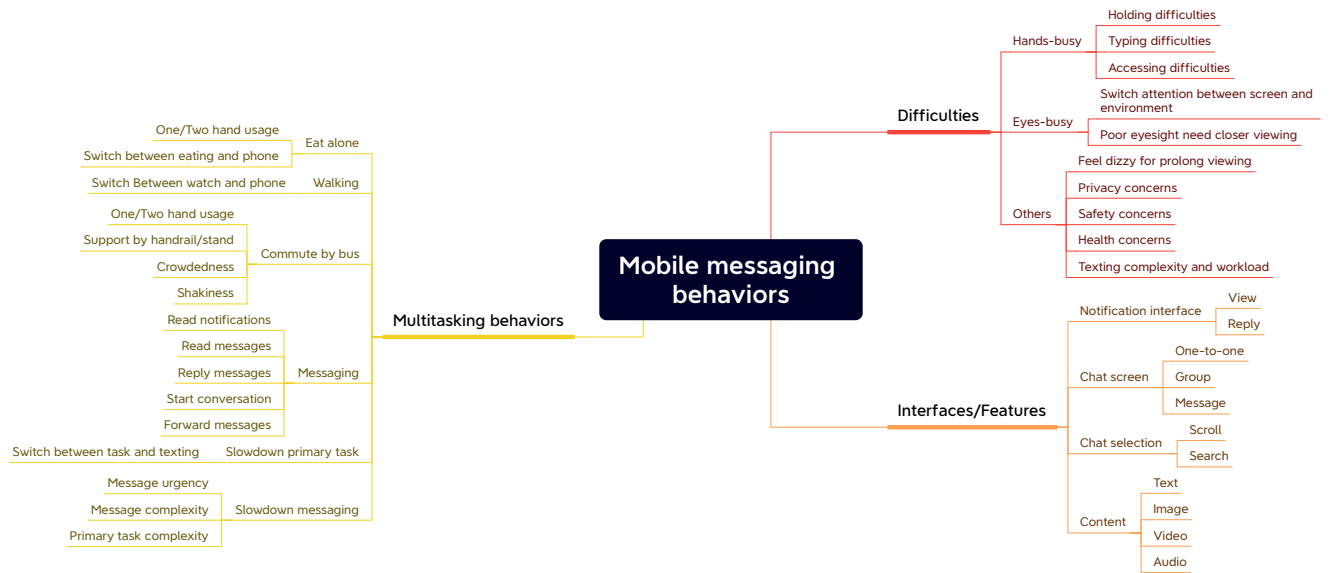 Mobile messaging
behaviors
Difficulties
Hands-busy
Holding difficulties
Typing difficulties
Accessing difficulties
Eyes-busy
Switch attention between screen and
environment
Poor eyesight need closer viewing
Others
Feel dizzy for prolong viewing
Privacy concerns
Safety concerns
Health concerns
Texting complexity and workload
Interfaces/Features
Notification interface
View
Reply
Chat screen
One-to-one
Group
Message
Chat selection
Scroll
Search
Content
Text
Image
Video
Audio
Multitasking behaviors
Eat alone
One/Two hand usage
Switch between eating and phone
Walking
Switch Between watch and phone
Commute by bus
One/Two hand usage
Support by handrail/stand
Crowdedness
Shakiness
Messaging
Read notifications
Read messages
Reply messages
Start conversation
Forward messages
Slowdown primary task
Switch between task and texting
Slowdown messaging
Message urgency
Message complexity
Primary task complexity